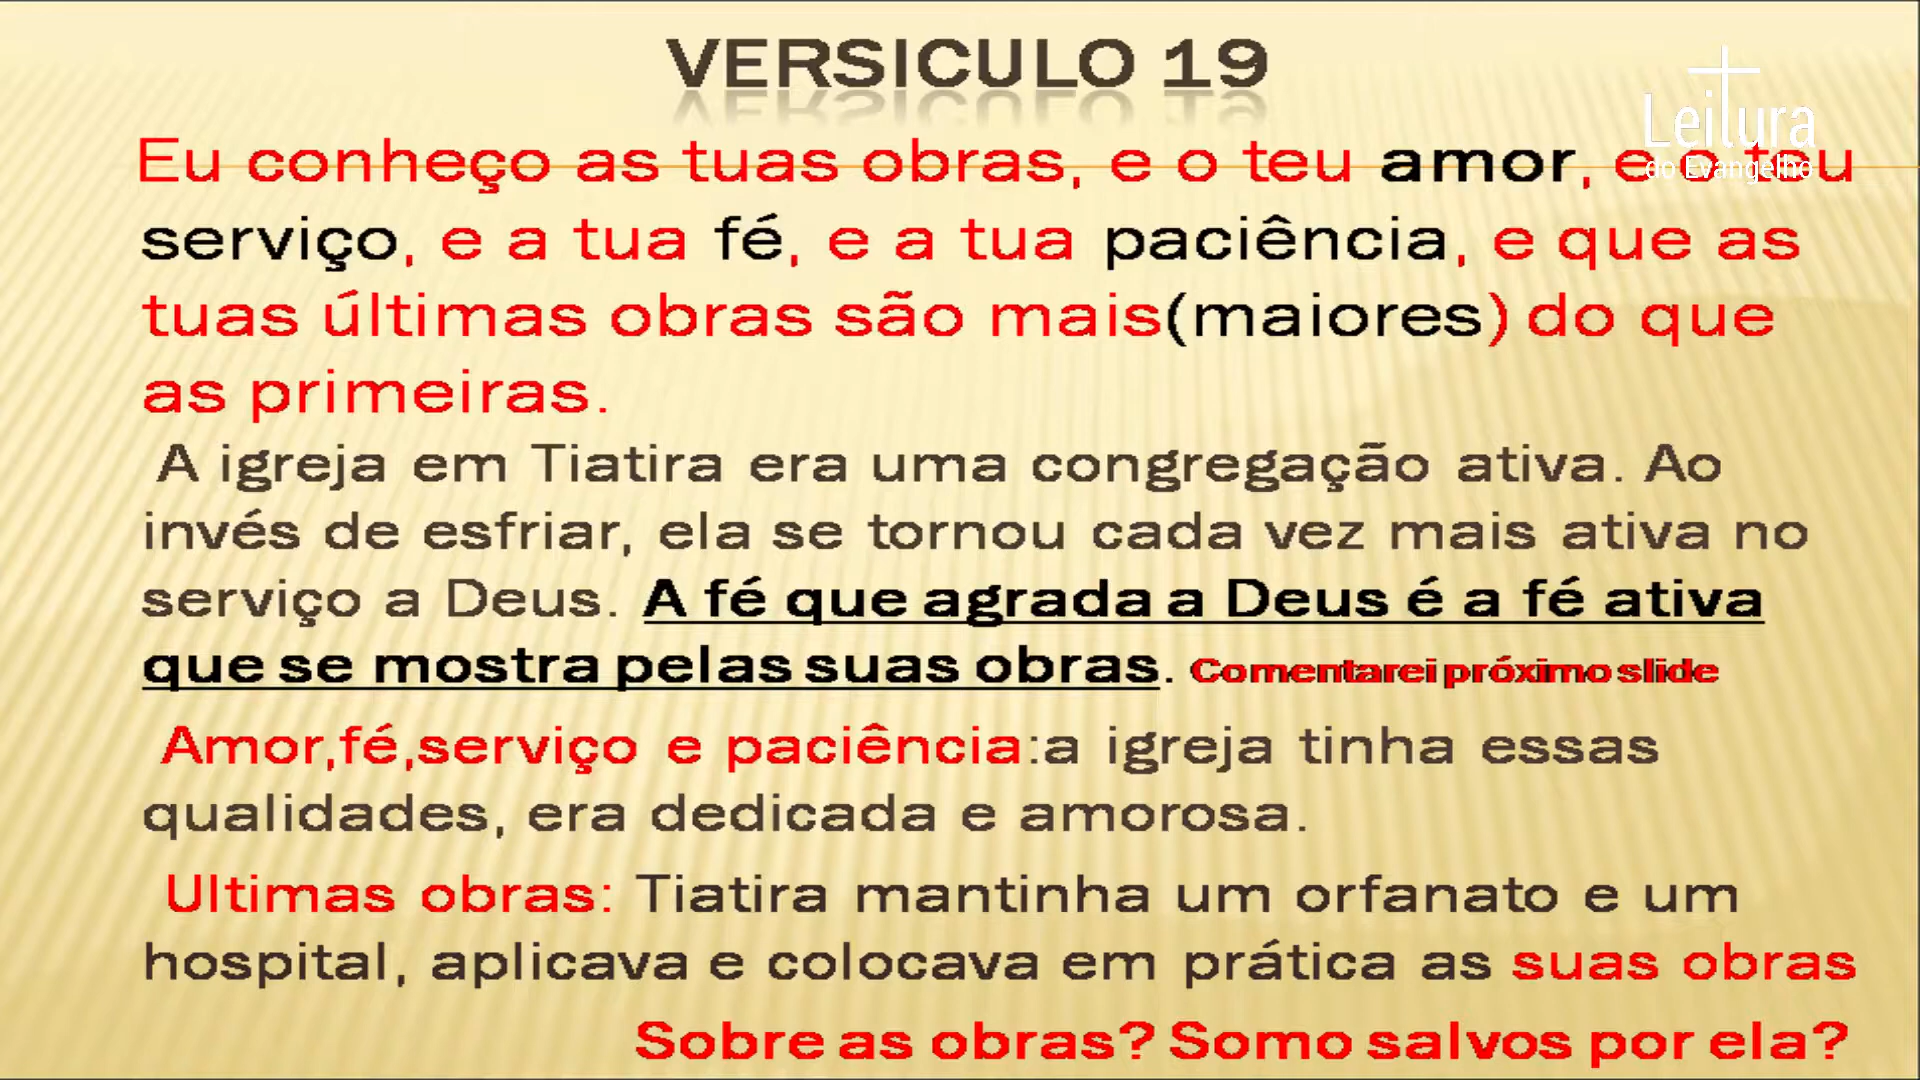 VERSICULO 19
Leitura
do Evangelho
Eu conheço as tuas obras, e o teu amor, e o teu
serviço, e a tua fé, e a tua paciência, e que as
tuas últimas obras são mais(maiores) do que
as primeiras.
A igreja em Tiatira era uma congregação ativa. Ao
invés de esfriar, ela se tornou cada vez mais ativa no
serviço a Deus. A fé que agrada a Deus é a fé ativa
que se mostra pelas suas obras. Comentarei próximo slide
Amor,fé,serviço e paciência:a igreja tinha essas
qualidades, era dedicada e amorosa.
Ultimas obras: Tiatira mantinha um orfanato e um
hospital, aplicava e colocava em prática as suas obras
Sobre as obras? Somo salvos por ela?